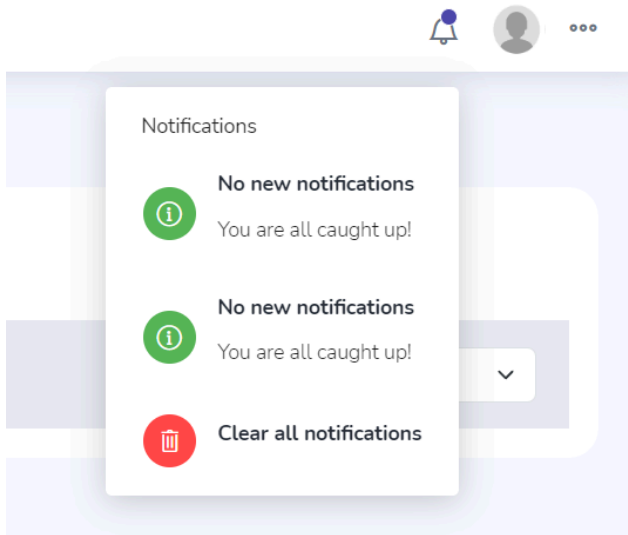 Notifications
No new notifications
You are all caught up!
No new notifications
You are all caught up!
Clear all notifications